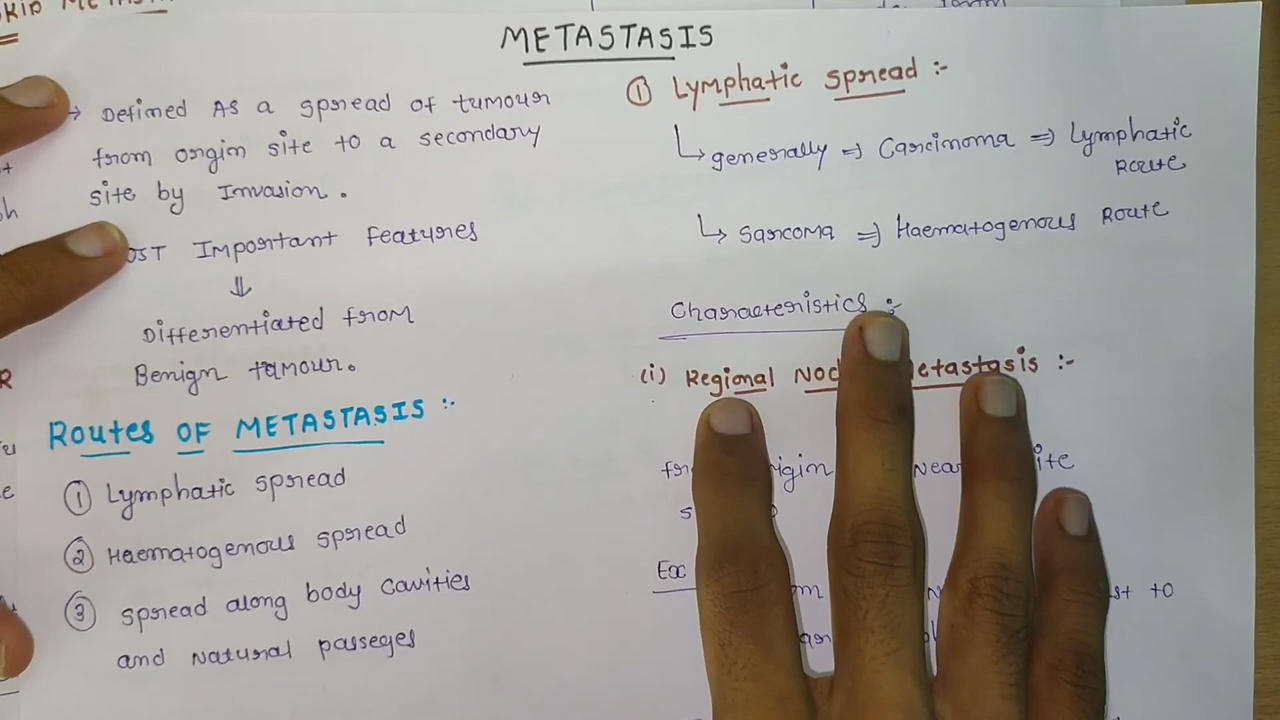 METASTASIS
→ Defined As a spread of tumour
from origin site to a secondary
site by Invasion.
Important features
⇓
Differentiated from
Benign tumour.
Routes OF METASTASIS :-
① Lymphatic spread
② Haematogenous spread
③ spread along body cavities
and Natural passeges
① Lymphatic spread :-
↳ generally ⇒ Carcinoma ⇒ Lymphatic
Route
↳ Sarcoma ⇒ Haematogenous Route
Characteristics :-
(i) Regional
Ex
to